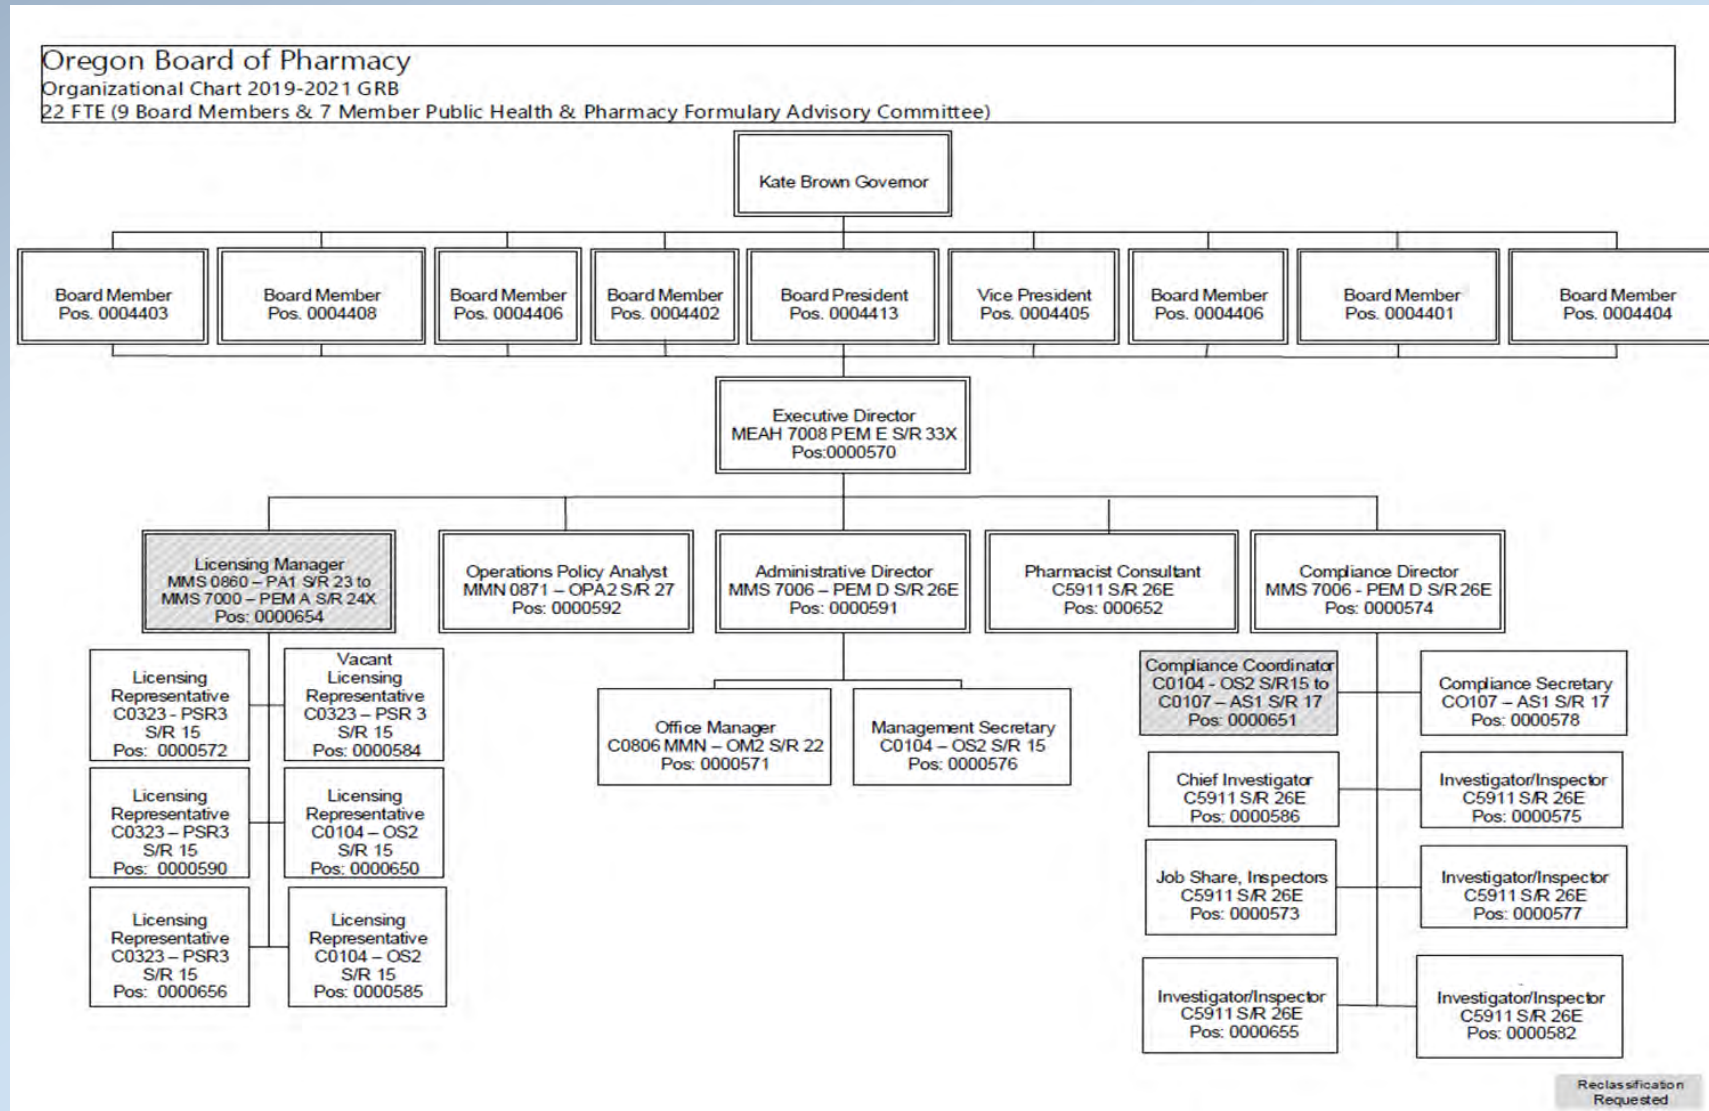 Oregon Board of Pharmacy
Organizational Chart 2019-2021 GRB
22 FTE (9 Board Members & 7 Member Public Health & Pharmacy Formulary Advisory Committee)
Kate Brown Governor
Board Member
Pos. 0004403
Board Member
Pos. 0004408
Board Member
Pos. 0004406
Board Member
Pos. 0004402
Board President
Pos. 0004413
Vice President
Pos. 0004405
Board Member
Pos. 0004406
Board Member
Pos. 0004401
Board Member
Pos. 0004404
Executive Director
MEAH 7008 PEM E S/R 33X
Pos:0000570
Licensing Manager
MMS 0860 – PA1 S/R 23 to
MMS 7000 – PEM A S/R 24X
Pos: 0000654
Operations Policy Analyst
MMN 0871 – OPA2 S/R 27
Pos: 0000592
Administrative Director
MMS 7006 – PEM D S/R 26E
Pos: 0000591
Pharmacist Consultant
C5911 S/R 26E
Pos: 000652
Compliance Director
MMS 7006 - PEM D S/R 26E
Pos: 0000574
Licensing
Representative
C0323 - PSR3
S/R 15
Pos: 0000572
Vacant
Licensing
Representative
C0323 – PSR 3
S/R 15
Pos: 0000584
Licensing
Representative
C0323 – PSR3
S/R 15
Pos: 0000590
Licensing
Representative
C0104 – OS2
S/R 15
Pos: 0000650
Licensing
Representative
C0323 – PSR3
S/R 15
Pos: 0000656
Licensing
Representative
C0104 – OS2
S/R 15
Pos: 0000585
Office Manager
C0806 MMN – OM2 S/R 22
Pos: 0000571
Management Secretary
C0104 – OS2 S/R 15
Pos: 0000576
Compliance Coordinator
C0104 - OS2 S/R15 to
C0107 – AS1 S/R 17
Pos: 0000651
Compliance Secretary
CO107 – AS1 S/R 17
Pos: 0000578
Chief Investigator
C5911 S/R 26E
Pos: 0000586
Investigator/Inspector
C5911 S/R 26E
Pos: 0000575
Job Share, Inspectors
C5911 S/R 26E
Pos: 0000573
Investigator/Inspector
C5911 S/R 26E
Pos: 0000577
Investigator/Inspector
C5911 S/R 26E
Pos: 0000655
Investigator/Inspector
C5911 S/R 26E
Pos: 0000582
Reclassification
Requested